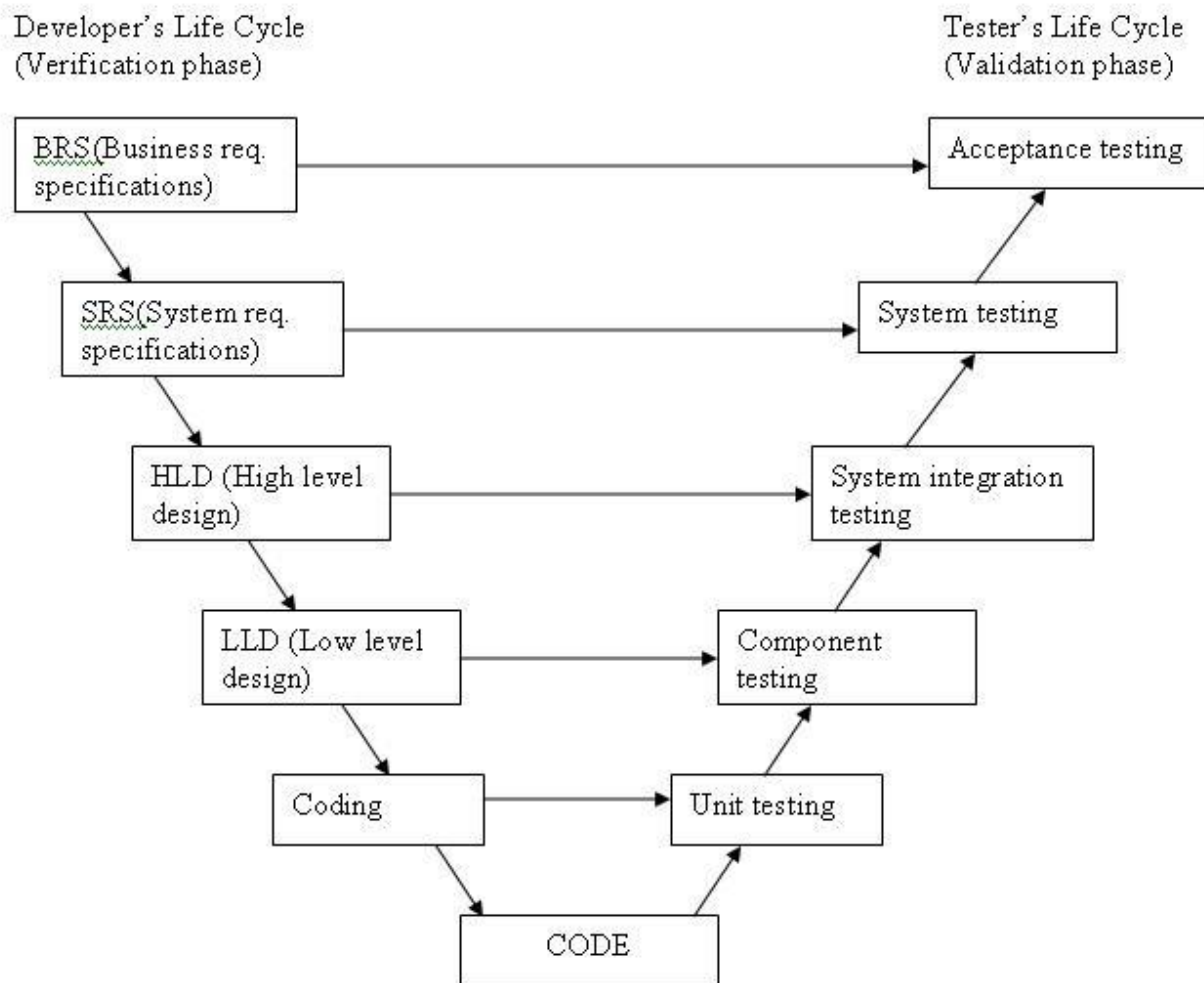 Developer's Life Cycle
(Verification phase)
Tester's Life Cycle
(Validation phase)
BRS(Business req.
specifications)
Acceptance testing
SRS(System req.
specifications)
System testing
HLD (High level
design)
System integration
testing
LLD (Low level
design)
Component
testing
Coding
Unit testing
CODE